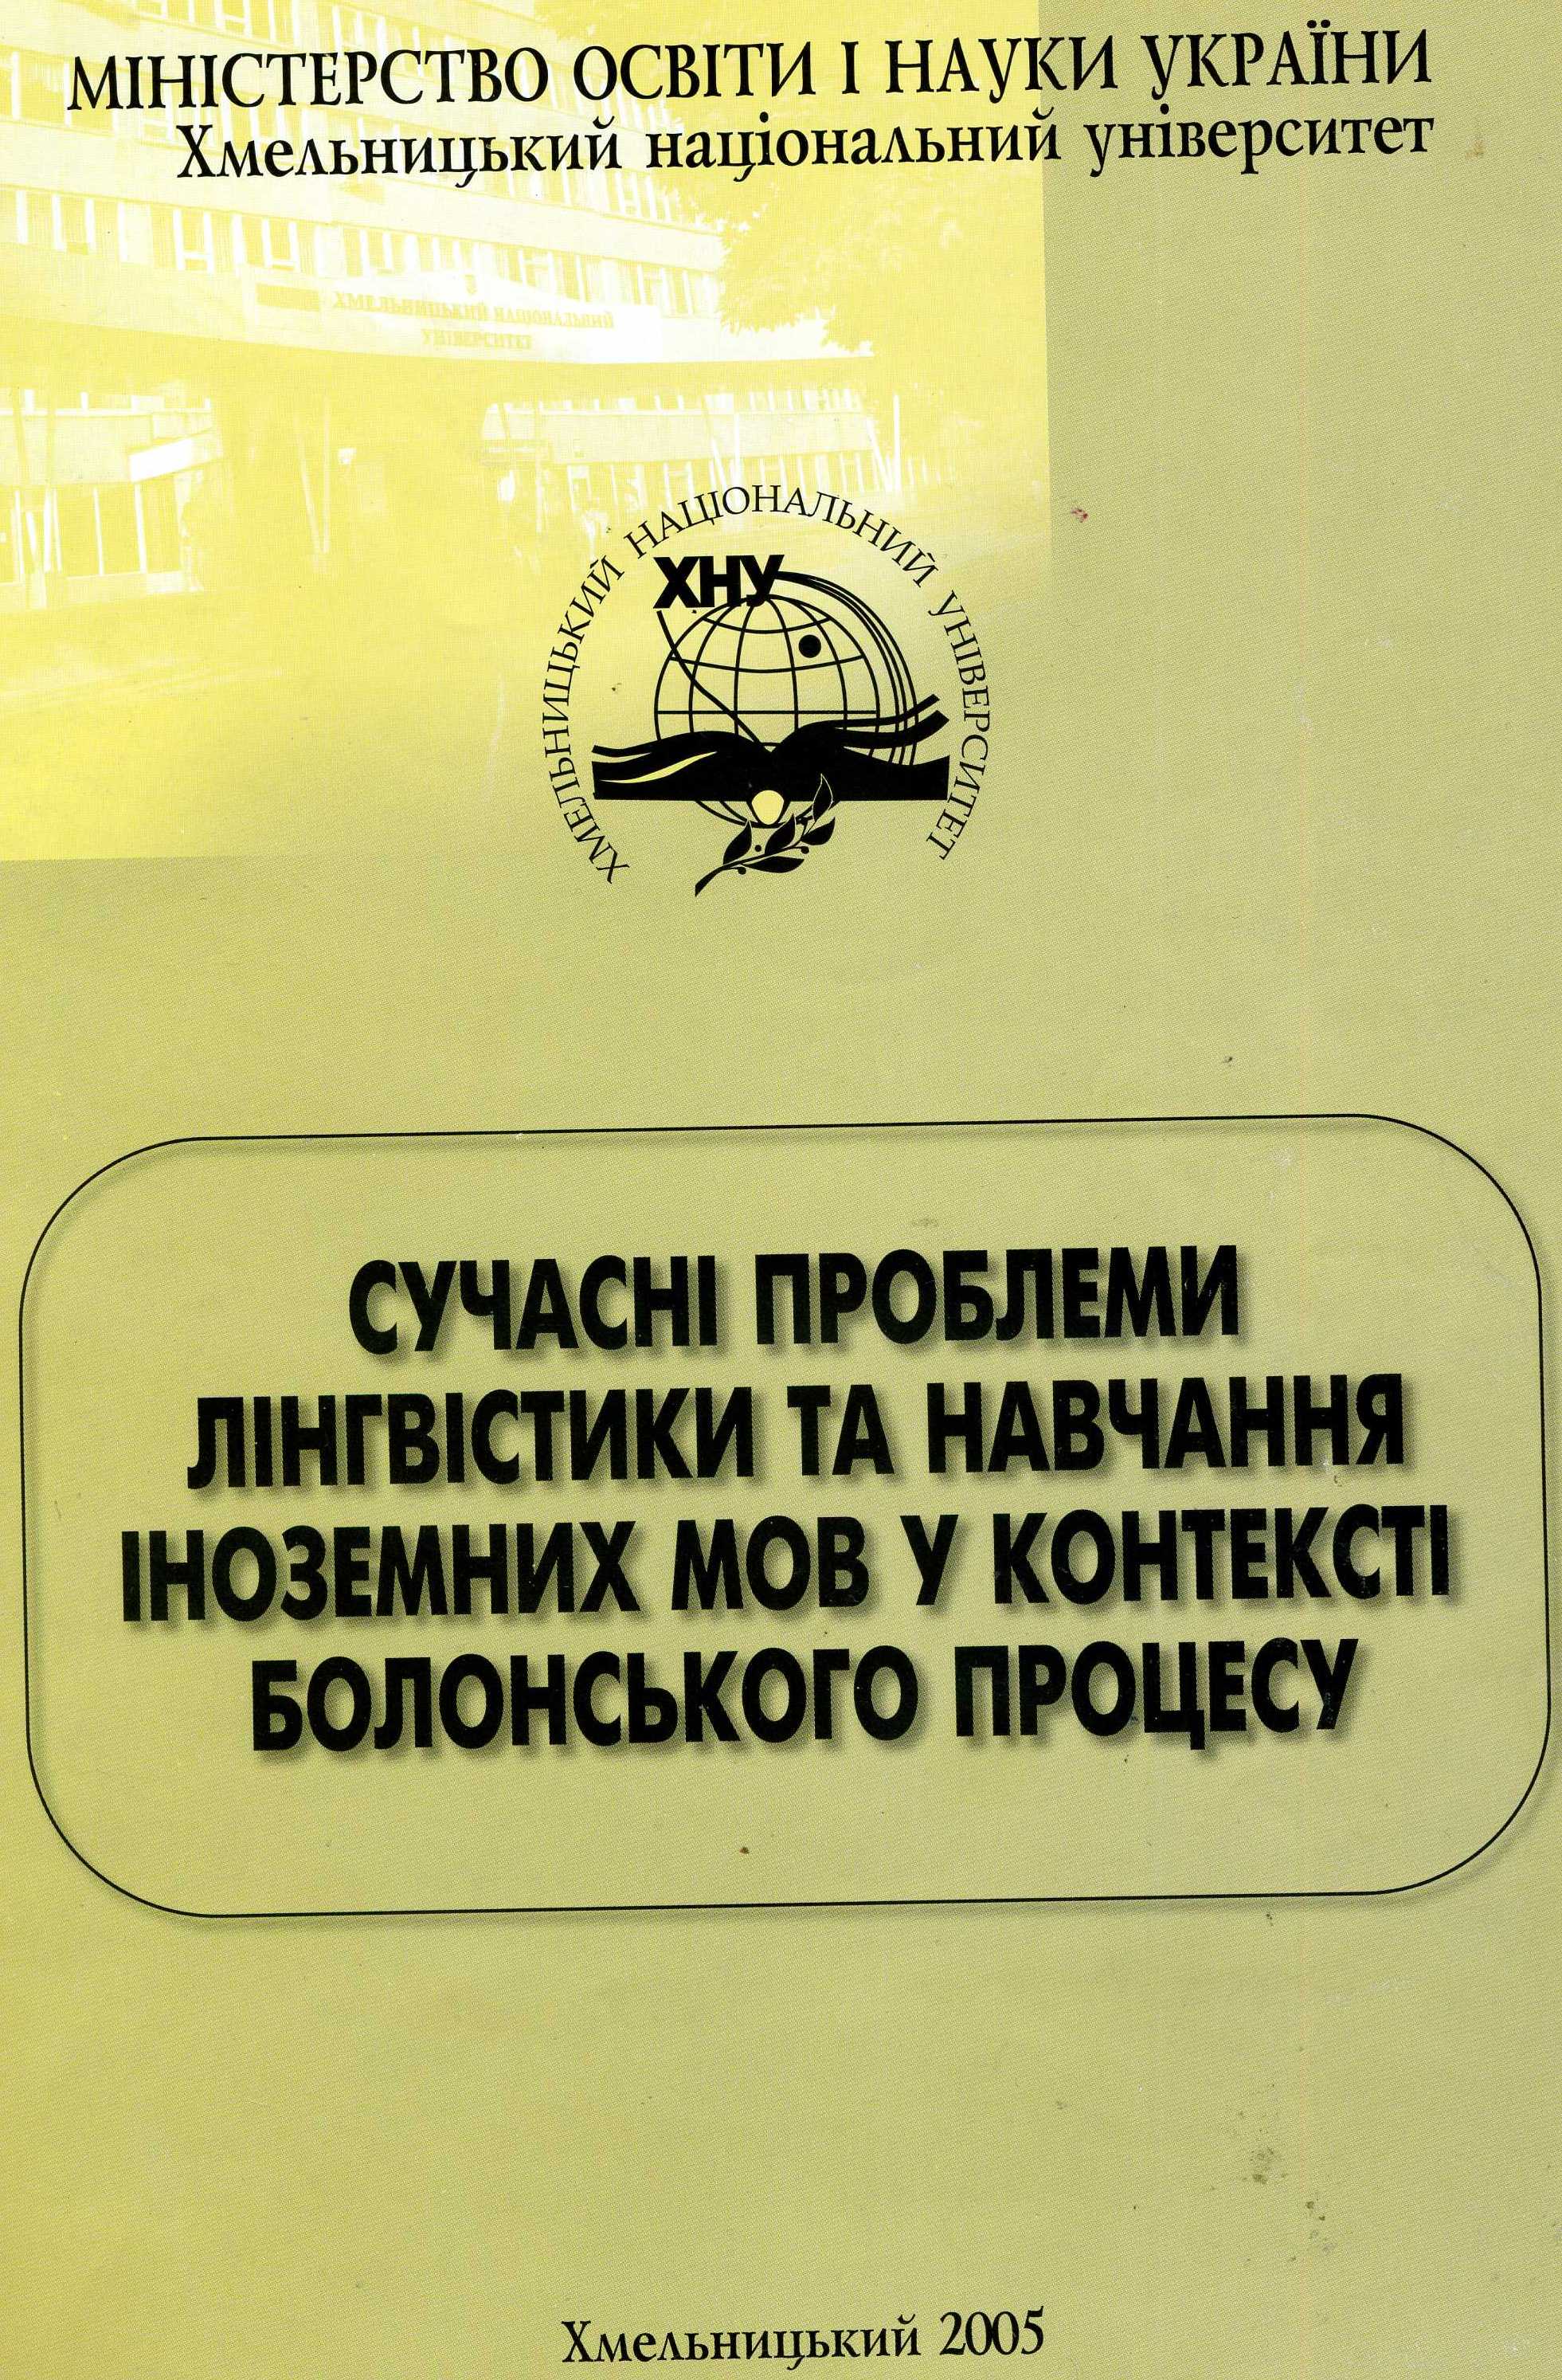 МІНІСТЕРСТВО ОСВІТИ І НАУКИ УКРАЇНИ
Хмельницький національний університет
ХМЕЛЬНИЦЬКИЙ НАЦІОНАЛЬНИЙ
УНІВЕРСИТЕТ
ХМЕЛЬНИЦЬКИЙ НАЦІОНАЛЬНИЙ УНІВЕРСИТЕТ
ХНУ
СУЧАСНІ ПРОБЛЕМИ
ЛІНГВІСТИКИ ТА НАВЧАННЯ
ІНОЗЕМНИХ МОВ У КОНТЕКСТІ
БОЛОНСЬКОГО ПРОЦЕСУ
Хмельницький 2005